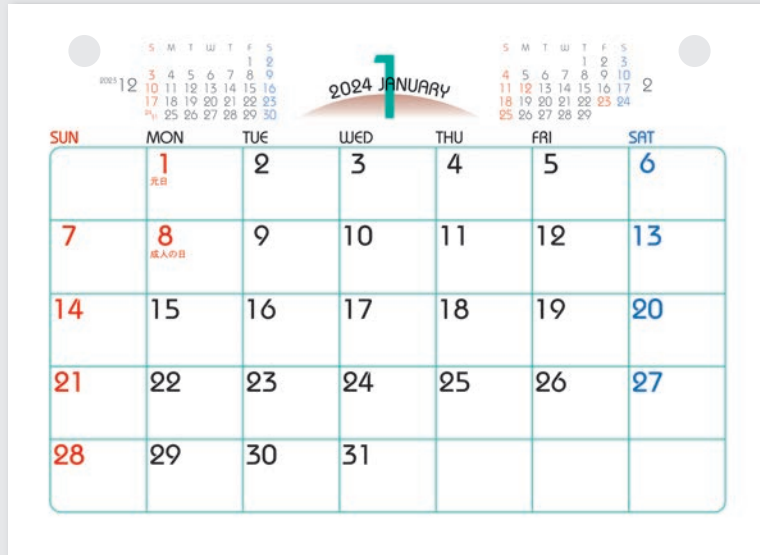 S M T W T F S
1 2
3 4 5 6 7 8 9
2023 12 10 11 12 13 14 15 16
17 18 19 20 21 22 23
24/31 25 26 27 28 29 30
1
2024 JANUARY
S M T W T F S
1 2 3
4 5 6 7 8 9 10
11 12 13 14 15 16 17 2
18 19 20 21 22 23 24
25 26 27 28 29
SUN MON TUE WED THU FRI SAT
1 2 3 4 5 6
元日
7 8 9 10 11 12 13
成人の日
14 15 16 17 18 19 20
21 22 23 24 25 26 27
28 29 30 31